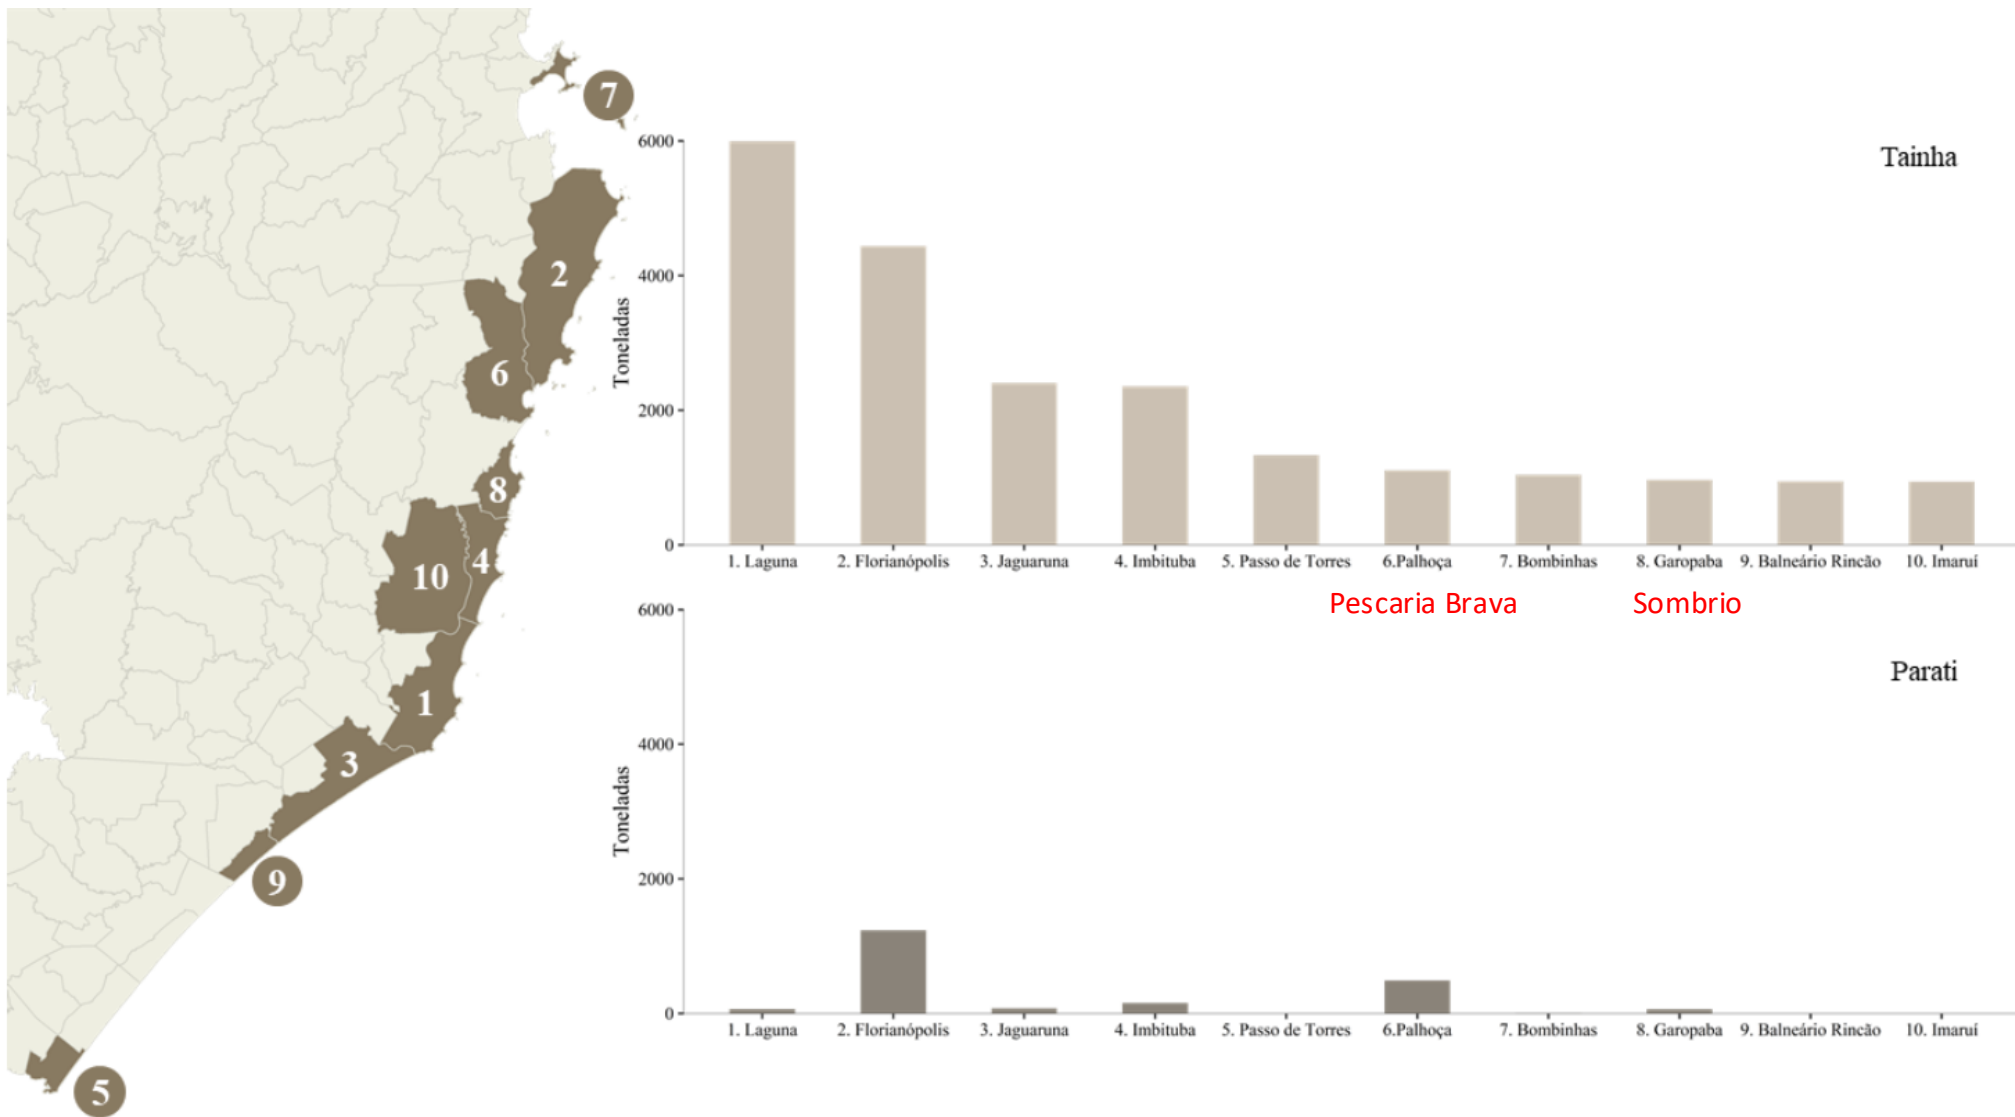 7
2
6
8
4
10
1
3
9
5
Tainha
Toneladas
6000
4000
2000
0
1. Laguna
2. Florianópolis
3. Jaguaruna
4. Imbituba
5. Passo de Torres
6.Palhoça
7. Bombinhas
8. Garopaba
9. Balneário Rincão
10. Imaruí
Pescaria Brava
Sombrio
Parati
Toneladas
6000
4000
2000
0
1. Laguna
2. Florianópolis
3. Jaguaruna
4. Imbituba
5. Passo de Torres
6.Palhoça
7. Bombinhas
8. Garopaba
9. Balneário Rincão
10. Imaruí